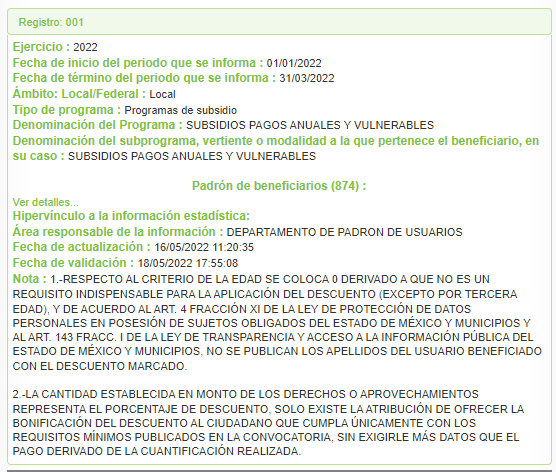 Registro: 001
Ejercicio : 2022
Fecha de inicio del periodo que se informa : 01/01/2022
Fecha de término del periodo que se informa : 31/03/2022
Ámbito: Local/Federal : Local
Tipo de programa : Programas de subsidio
Denominación del Programa : SUBSIDIOS PAGOS ANUALES Y VULNERABLES
Denominación del subprograma, vertiente o modalidad a la que pertenece el beneficiario, en
su caso : SUBSIDIOS PAGOS ANUALES Y VULNERABLES
Padrón de beneficiarios (874) :
Ver detalles...
Hipervínculo a la información estadística:
Área responsable de la información : DEPARTAMENTO DE PADRON DE USUARIOS
Fecha de actualización : 16/05/2022 11:20:35
Fecha de validación : 18/05/2022 17:55:08
Nota : 1.-RESPECTO AL CRITERIO DE LA EDAD SE COLOCA 0 DERIVADO A QUE NO ES UN
REQUISITO INDISPENSABLE PARA LA APLICACIÓN DEL DESCUENTO (EXCEPTO POR TERCERA
EDAD), Y DE ACUERDO AL ART. 4 FRACCIÓN XI DE LA LEY DE PROTECCIÓN DE DATOS
PERSONALES EN POSESIÓN DE SUJETOS OBLIGADOS DEL ESTADO DE MÉXICO Y MUNICIPIOS Y
AL ART. 143 FRACC. I DE LA LEY DE TRANSPARENCIA Y ACCESO A LA INFORMACIÓN PÚBLICA DEL
ESTADO DE MÉXICO Y MUNICIPIOS, NO SE PUBLICAN LOS APELLIDOS DEL USUARIO BENEFICIADO
CON EL DESCUENTO MARCADO.
2.-LA CANTIDAD ESTABLECIDA EN MONTO DE LOS DERECHOS O APROVECHAMIENTOS
REPRESENTA EL PORCENTAJE DE DESCUENTO, SOLO EXISTE LA ATRIBUCIÓN DE OFRECER LA
BONIFICACIÓN DEL DESCUENTO AL CIUDADANO QUE CUMPLA ÚNICAMENTE CON LOS
REQUISITOS MÍNIMOS PUBLICADOS EN LA CONVOCATORIA, SIN EXIGIRLE MÁS DATOS QUE EL
PAGO DERIVADO DE LA CUANTIFICACIÓN REALIZADA.